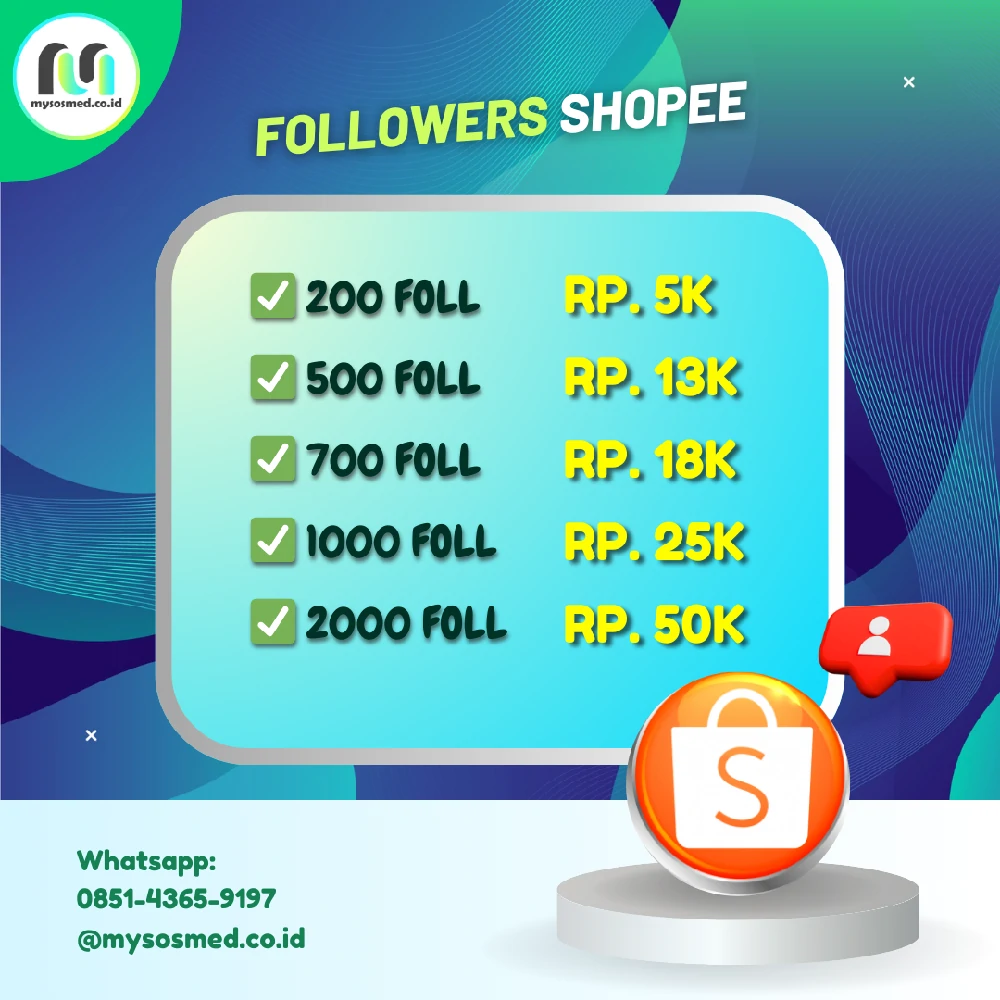 mysosmed.co.id
FOLLOWERS SHOPEE
✅ 200 FOLL RP. 5K
✅ 500 FOLL RP. 13K
✅ 700 FOLL RP. 18K
✅ 1000 FOLL RP. 25K
✅ 2000 FOLL RP. 50K
S
Whatsapp:
0851-4365-9197
@mysosmed.co.id